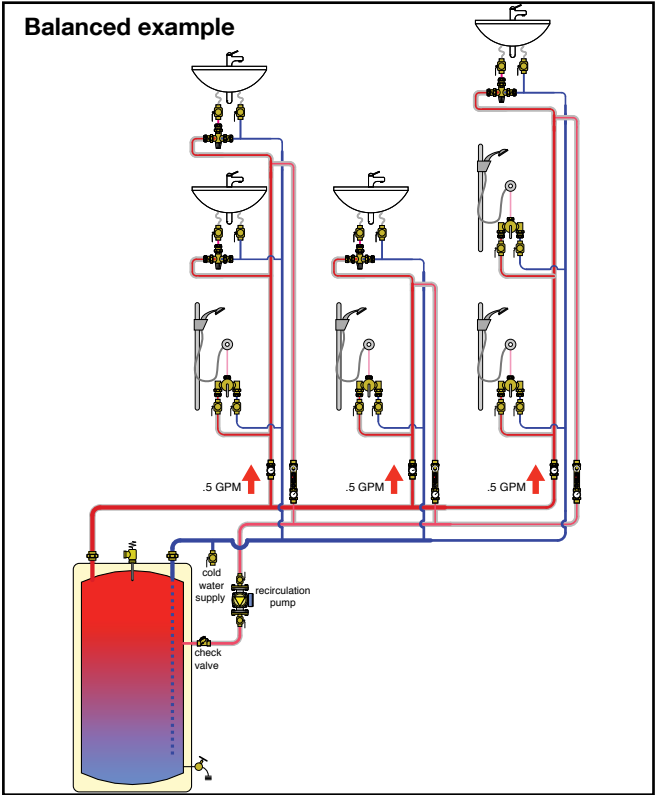 Balanced example
.5 GPM
.5 GPM
.5 GPM
cold
water
supply
recirculation
pump
check
valve